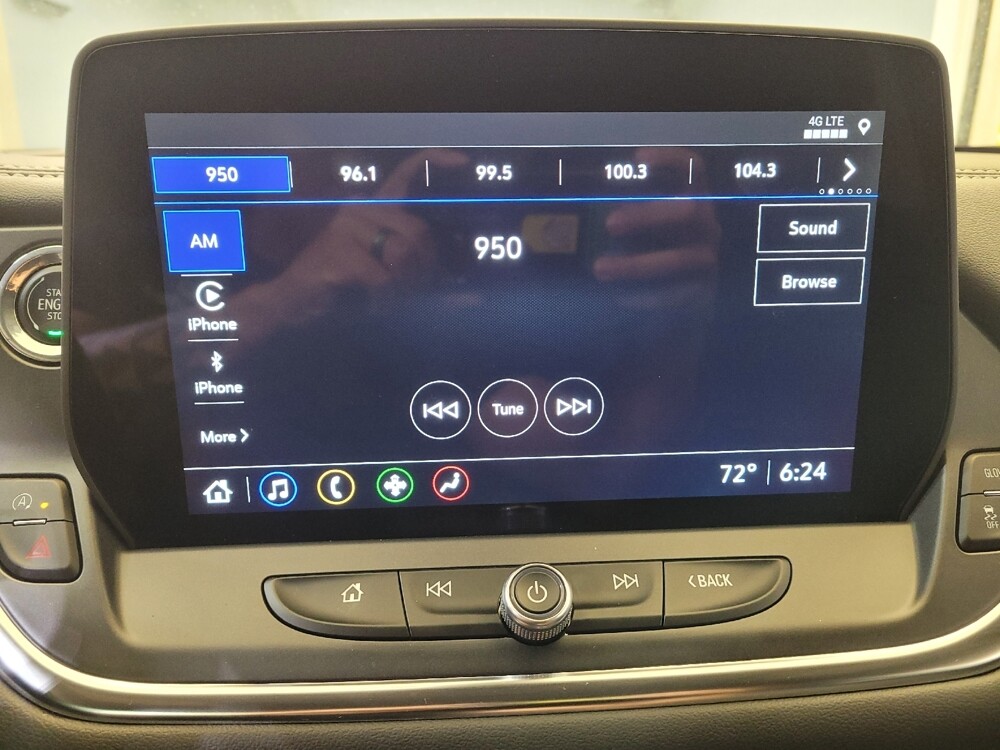 4G LTE
950 96.1 99.5 100.3 104.3
AM
950
Sound
Browse
iPhone
iPhone
More
Tune
72° 6:24
BACK
OFF